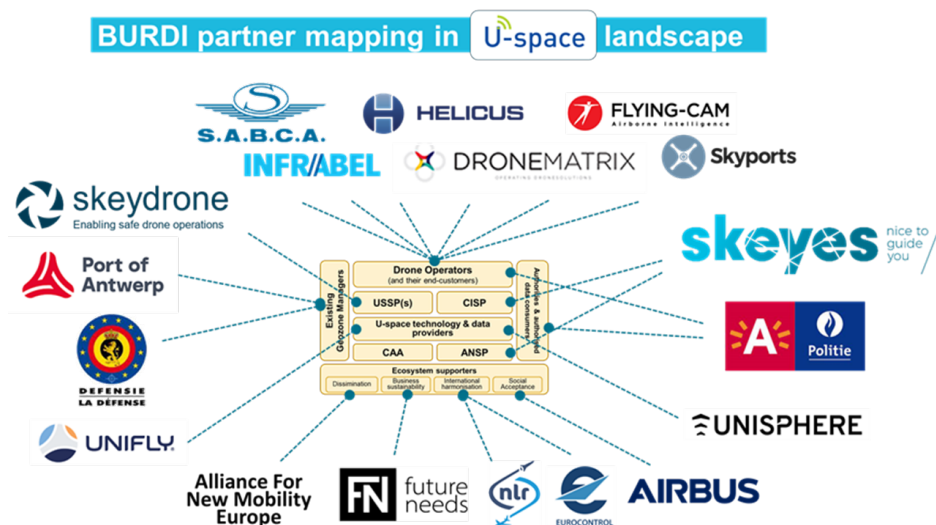 BURDI partner mapping in U-space landscape
S
S.A.B.C.A.
HELICUS
FLYING-CAM
Airborne Intelligence
INFR//ABEL
DRONEMATRIX
OPERATING DRONESOLUTIONS
Skyports
skeydrone
Enabling safe drone operations
skeyes
nice to
guide
you
Port of
Antwerp
Drone Operators
(and their end-customers)
USSP(s)
CISP
U-space technology & data
providers
CAA
ANSP
Existing
Geozone Managers
Authorities & authorised
data consumers
Ecosystem supporters
Dissimination
Business
sustainability
International
harmonisation
Social
Acceptance
A
Politie
DEFENSIE
LA DÉFENSE
UNIFLY
UNISPHERE
Alliance For
New Mobility
Europe
FN
future
needs
nlr
EUROCONTROL
AIRBUS